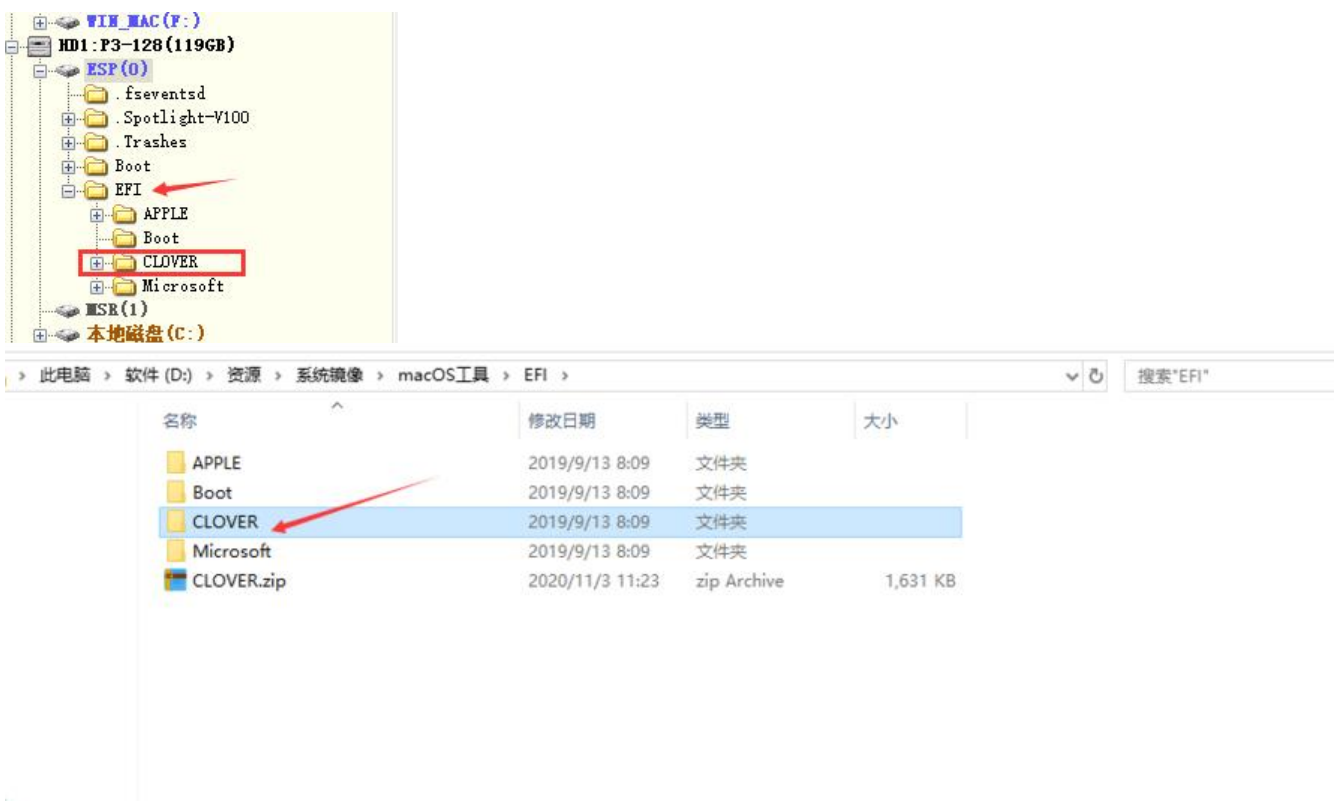 WIN_MAC(F:)
HD1:P3-128(119GB)
ESP(0)
.fseventsd
.Spotlight-V100
.Trashes
Boot
EFI
APPLE
Boot
CLOVER
Microsoft
MSR(1)
本地磁盘(C:)
› 此电脑 › 软件 (D:) › 资源 › 系统镜像 › macOS工具 › EFI › 搜索"EFI"
名称 修改日期 类型 大小
APPLE 2019/9/13 8:09 文件夹
Boot 2019/9/13 8:09 文件夹
CLOVER 2019/9/13 8:09 文件夹
Microsoft 2019/9/13 8:09 文件夹
CLOVER.zip 2020/11/3 11:23 zip Archive 1,631 KB